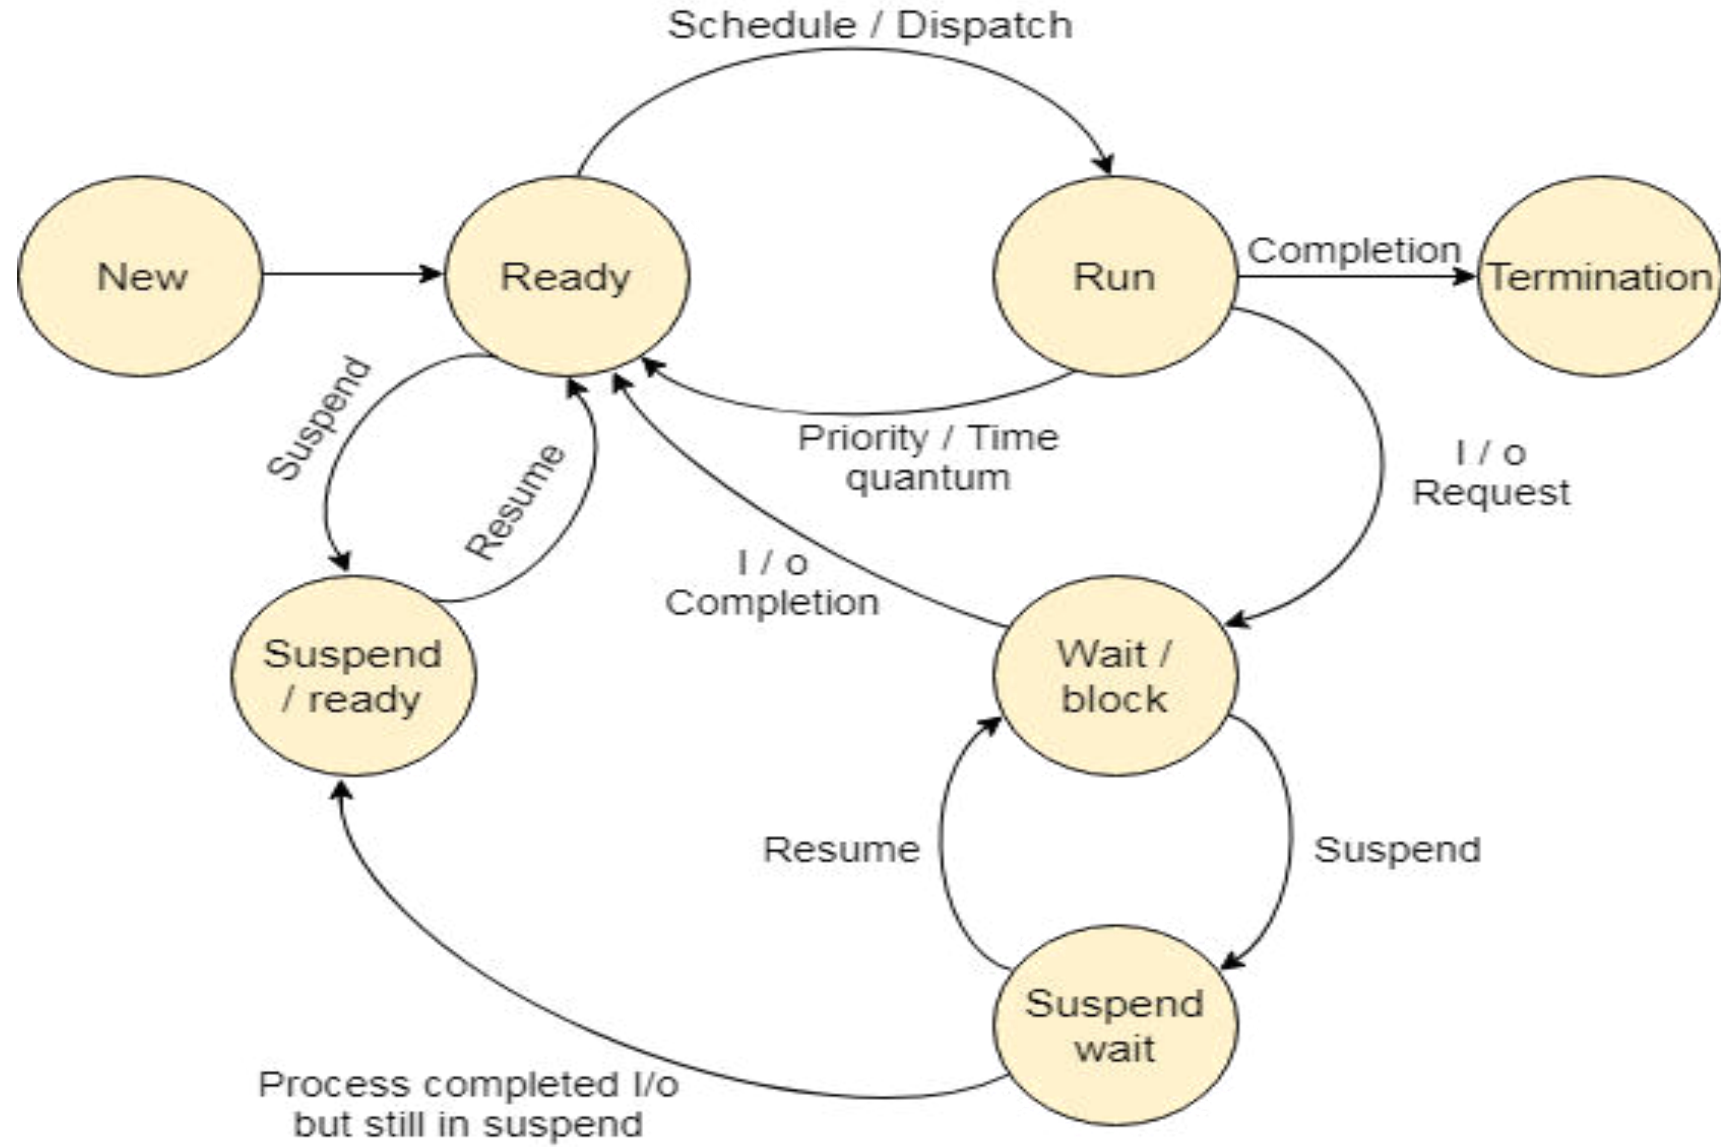 Schedule / Dispatch
New
Ready
Run
Completion
Termination
Suspend
Resume
Priority / Time
quantum
I / o
Request
I / o
Completion
Suspend
/ ready
Wait /
block
Resume
Suspend
Suspend
wait
Process completed I/o
but still in suspend